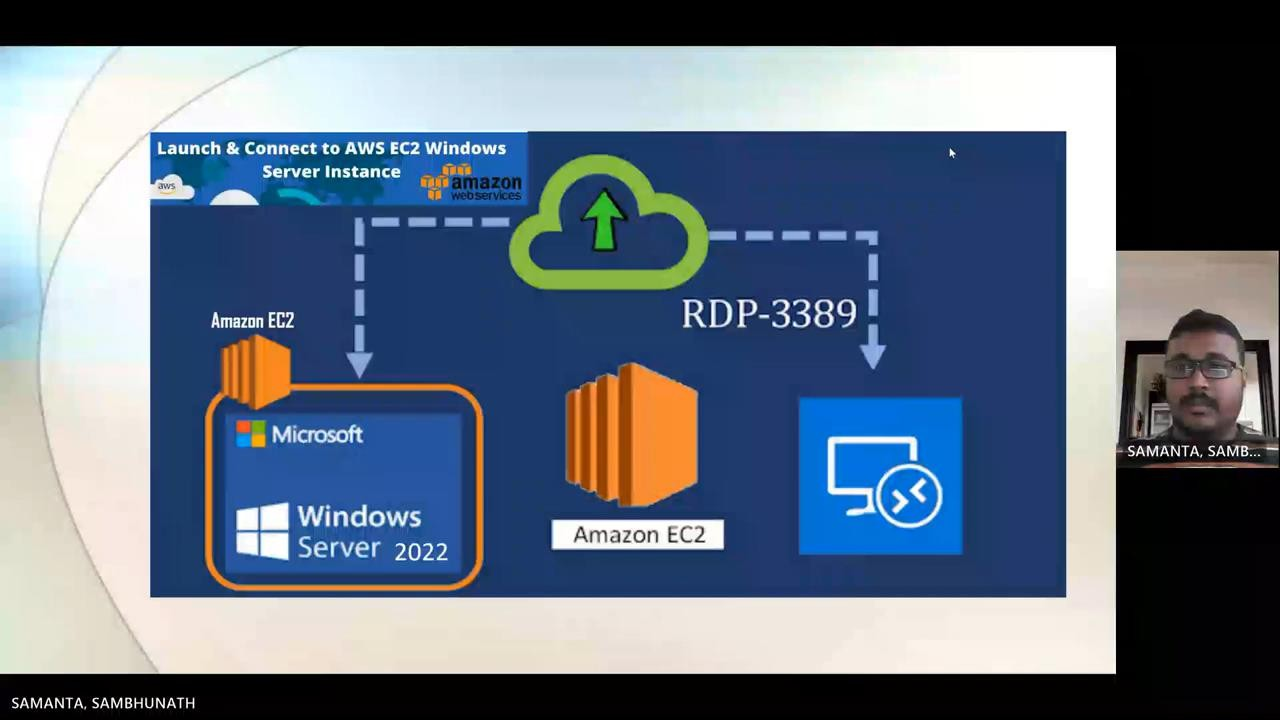 Launch & Connect to AWS EC2 Windows
Server Instance
aws
amazon
webservices
RDP-3389
Amazon EC2
Microsoft
Windows
Server 2022
Amazon EC2
SAMANTA, SAMB...
SAMANTA, SAMBHUNATH